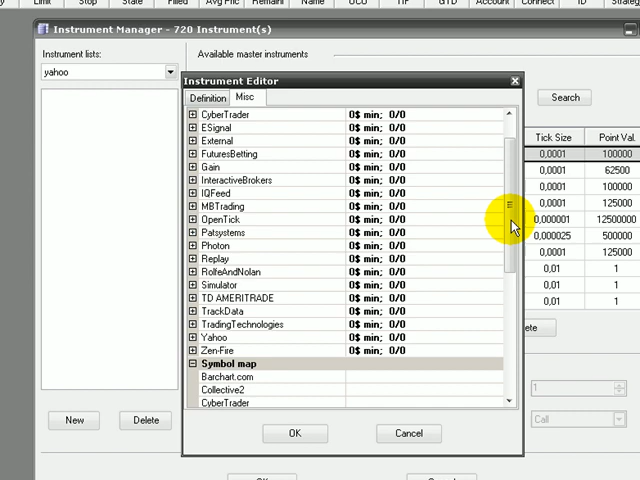 Limit Stop State Filled Avg Pric Remaini Name OCO TIF GTD Account Connect ID Strateg
Instrument Manager - 720 Instrument(s)
Instrument lists:
Available master instruments
yahoo
Instrument Editor
Definition Misc
Search
CyberTrader 0$ min; 0/0
ESignal 0$ min; 0/0
External 0$ min; 0/0
FuturesBetting 0$ min; 0/0
Gain 0$ min; 0/0
InteractiveBrokers 0$ min; 0/0
IQFeed 0$ min; 0/0
MBTrading 0$ min; 0/0
OpenTick 0$ min; 0/0
Patsystems 0$ min; 0/0
Photon 0$ min; 0/0
Replay 0$ min; 0/0
RolfeAndNolan 0$ min; 0/0
Simulator 0$ min; 0/0
TD AMERITRADE 0$ min; 0/0
TrackData 0$ min; 0/0
TradingTechnologies 0$ min; 0/0
Yahoo 0$ min; 0/0
Zen-Fire 0$ min; 0/0
Symbol map
Barchart.com
Collective2
CyberTrader
Tick Size Point Val.
0,0001 100000
0,0001 62500
0,0001 100000
0,0001 125000
0,000001 12500000
0,000025 500000
0,0001 125000
0,01 1
0,01 1
0,01 1
ete
1
Call
New Delete
OK Cancel